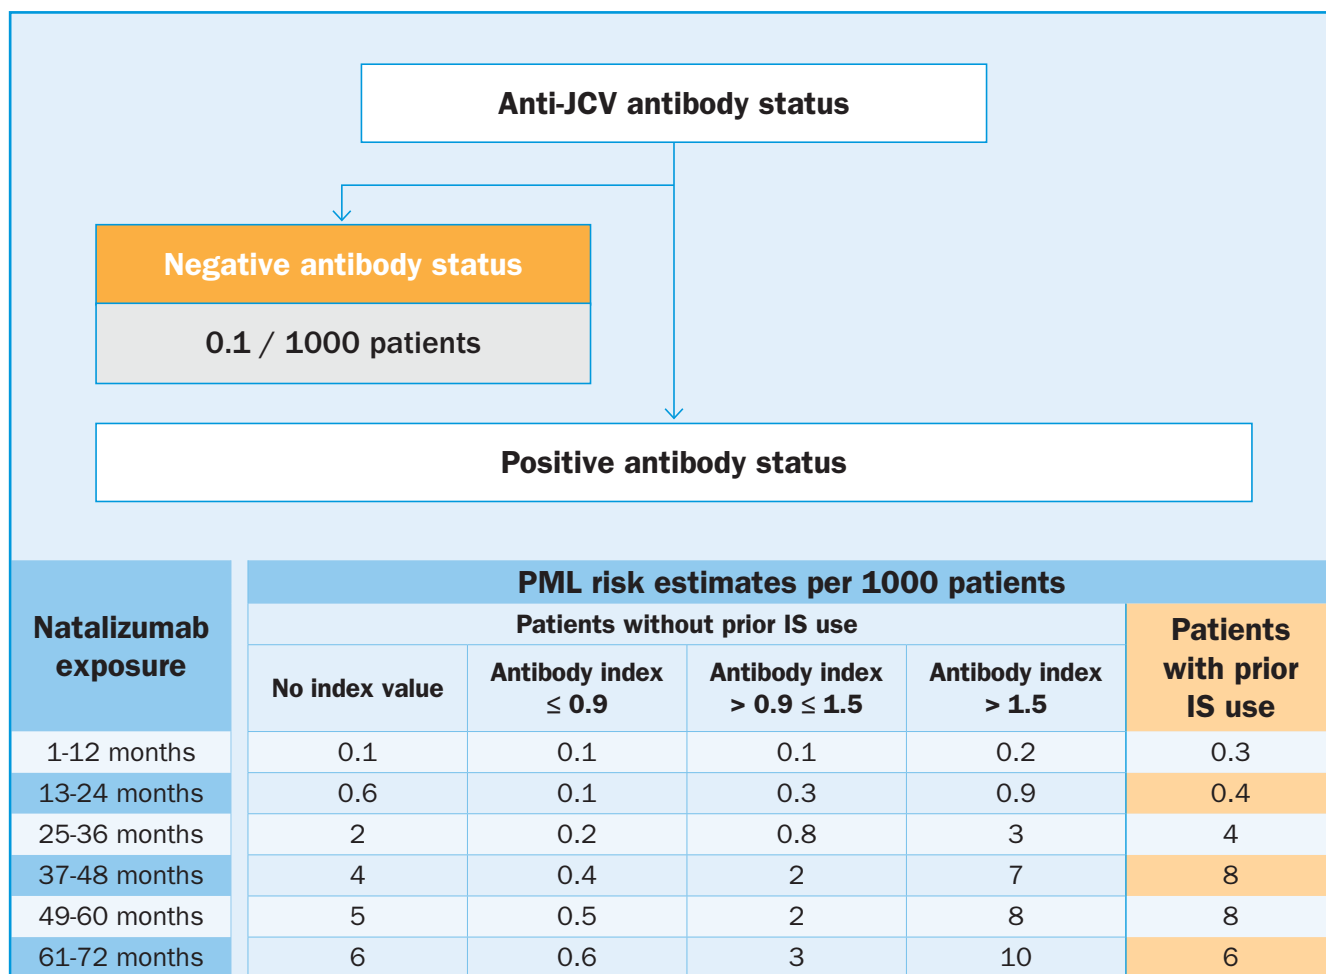 Anti-JCV antibody status
Negative antibody status
0.1 / 1000 patients
Positive antibody status
Natalizumab
exposure
PML risk estimates per 1000 patients
Patients without prior IS use
Patients
with prior
IS use
No index value
Antibody index
≤ 0.9
Antibody index
> 0.9 ≤ 1.5
Antibody index
> 1.5
1-12 months 0.1 0.1 0.1 0.2 0.3
13-24 months 0.6 0.1 0.3 0.9 0.4
25-36 months 2 0.2 0.8 3 4
37-48 months 4 0.4 2 7 8
49-60 months 5 0.5 2 8 8
61-72 months 6 0.6 3 10 6